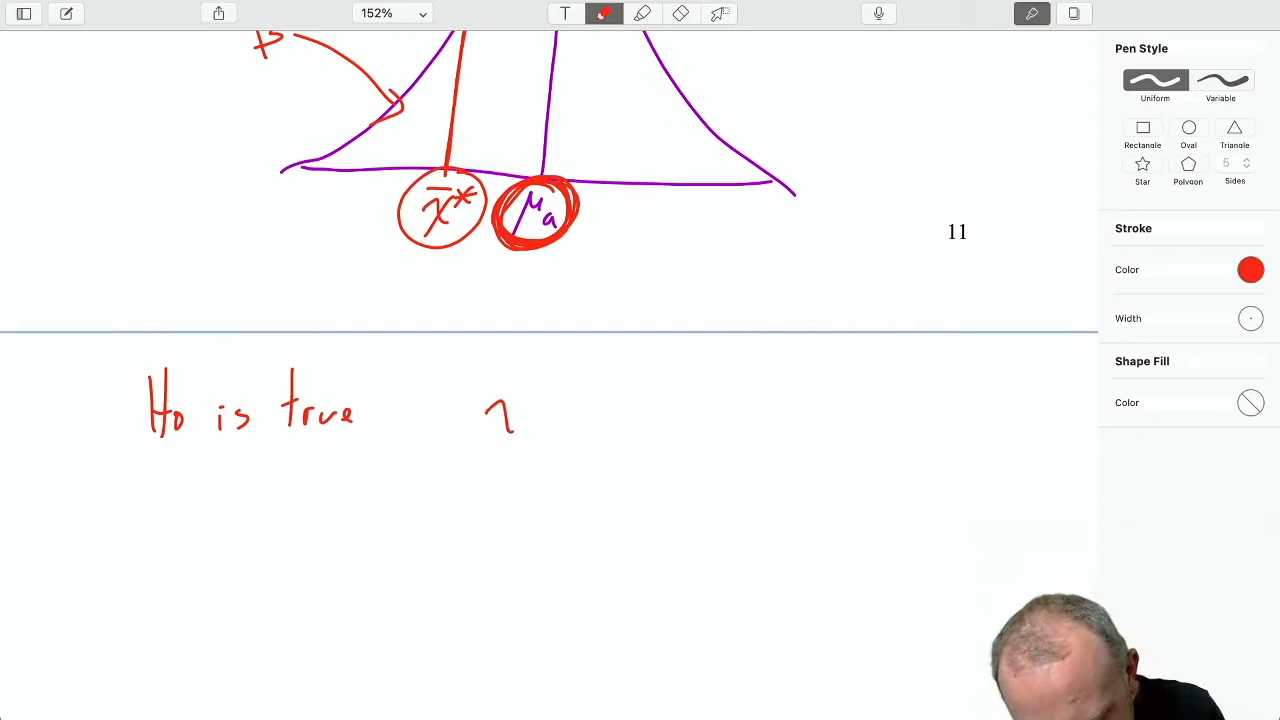 152%
T
Pen Style
Uniform
Variable
Rectangle
Oval
Triangle
Star
Polygon
5
Sides
Stroke
Color
Width
Shape Fill
Color
β
x̄*
μa
11
Ho is true